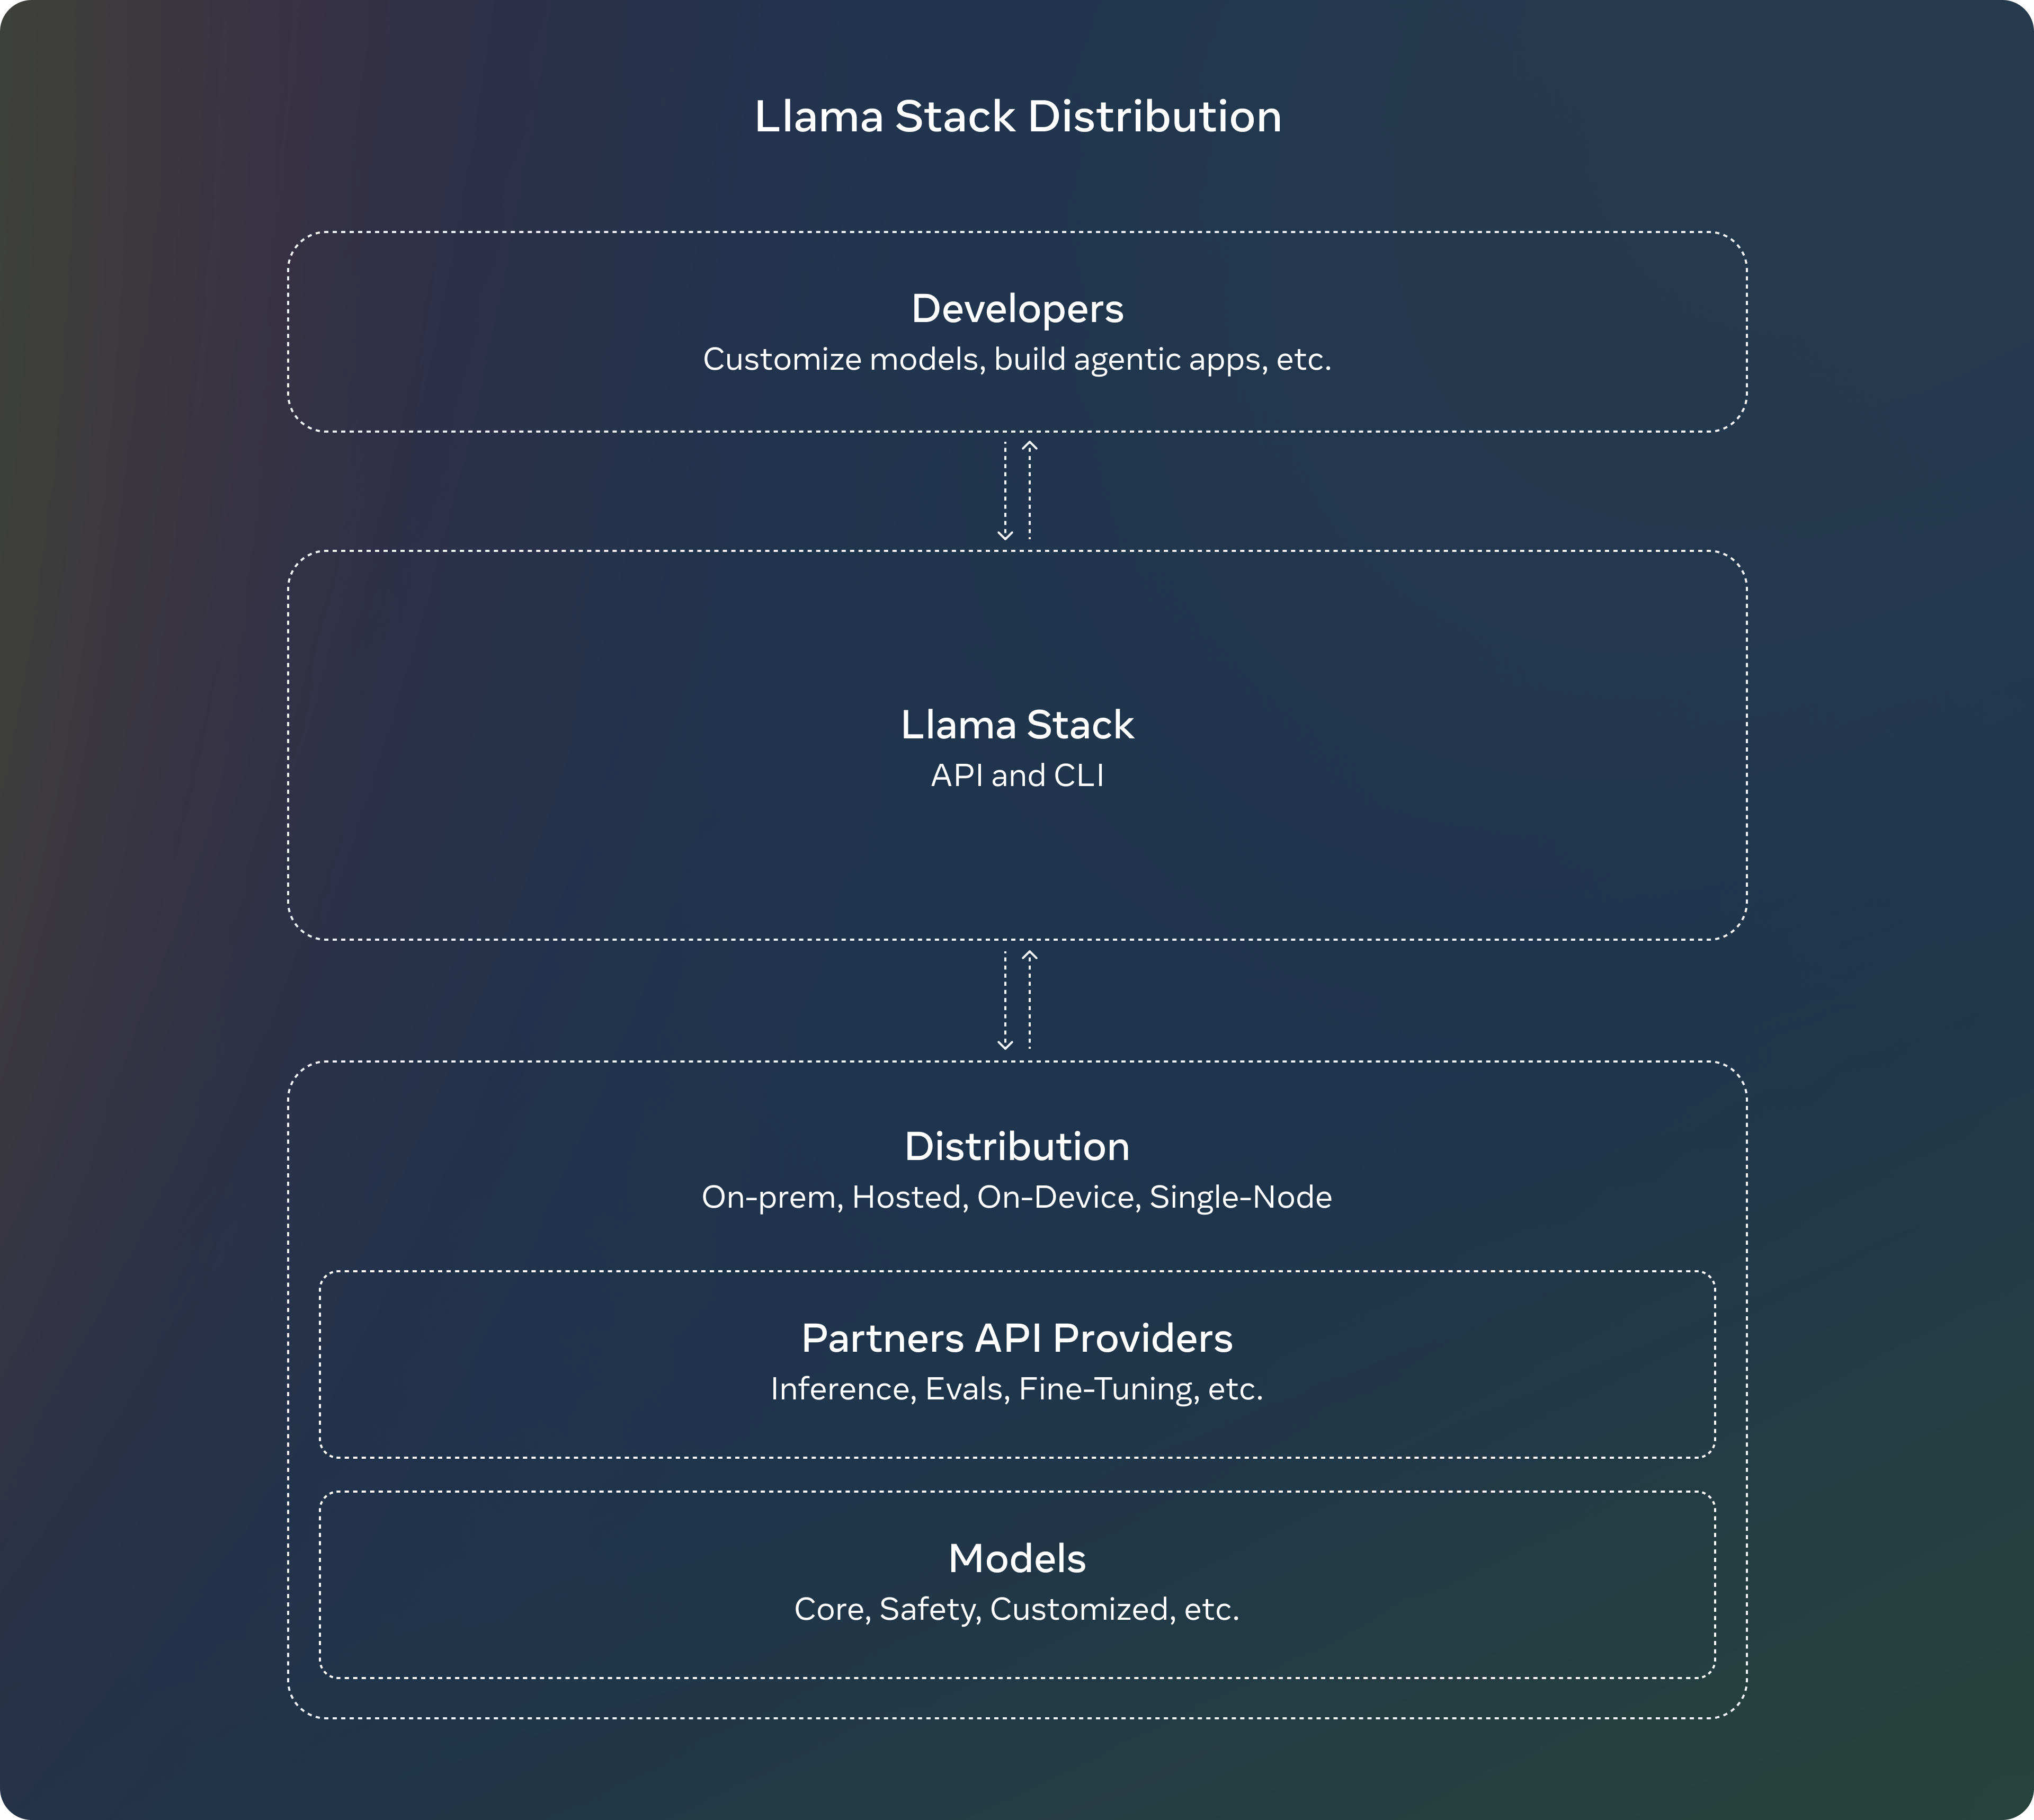 Llama Stack Distribution
Developers
Customize models, build agentic apps, etc.
Llama Stack
API and CLI
Distribution
On-prem, Hosted, On-Device, Single-Node
Partners API Providers
Inference, Evals, Fine-Tuning, etc.
Models
Core, Safety, Customized, etc.